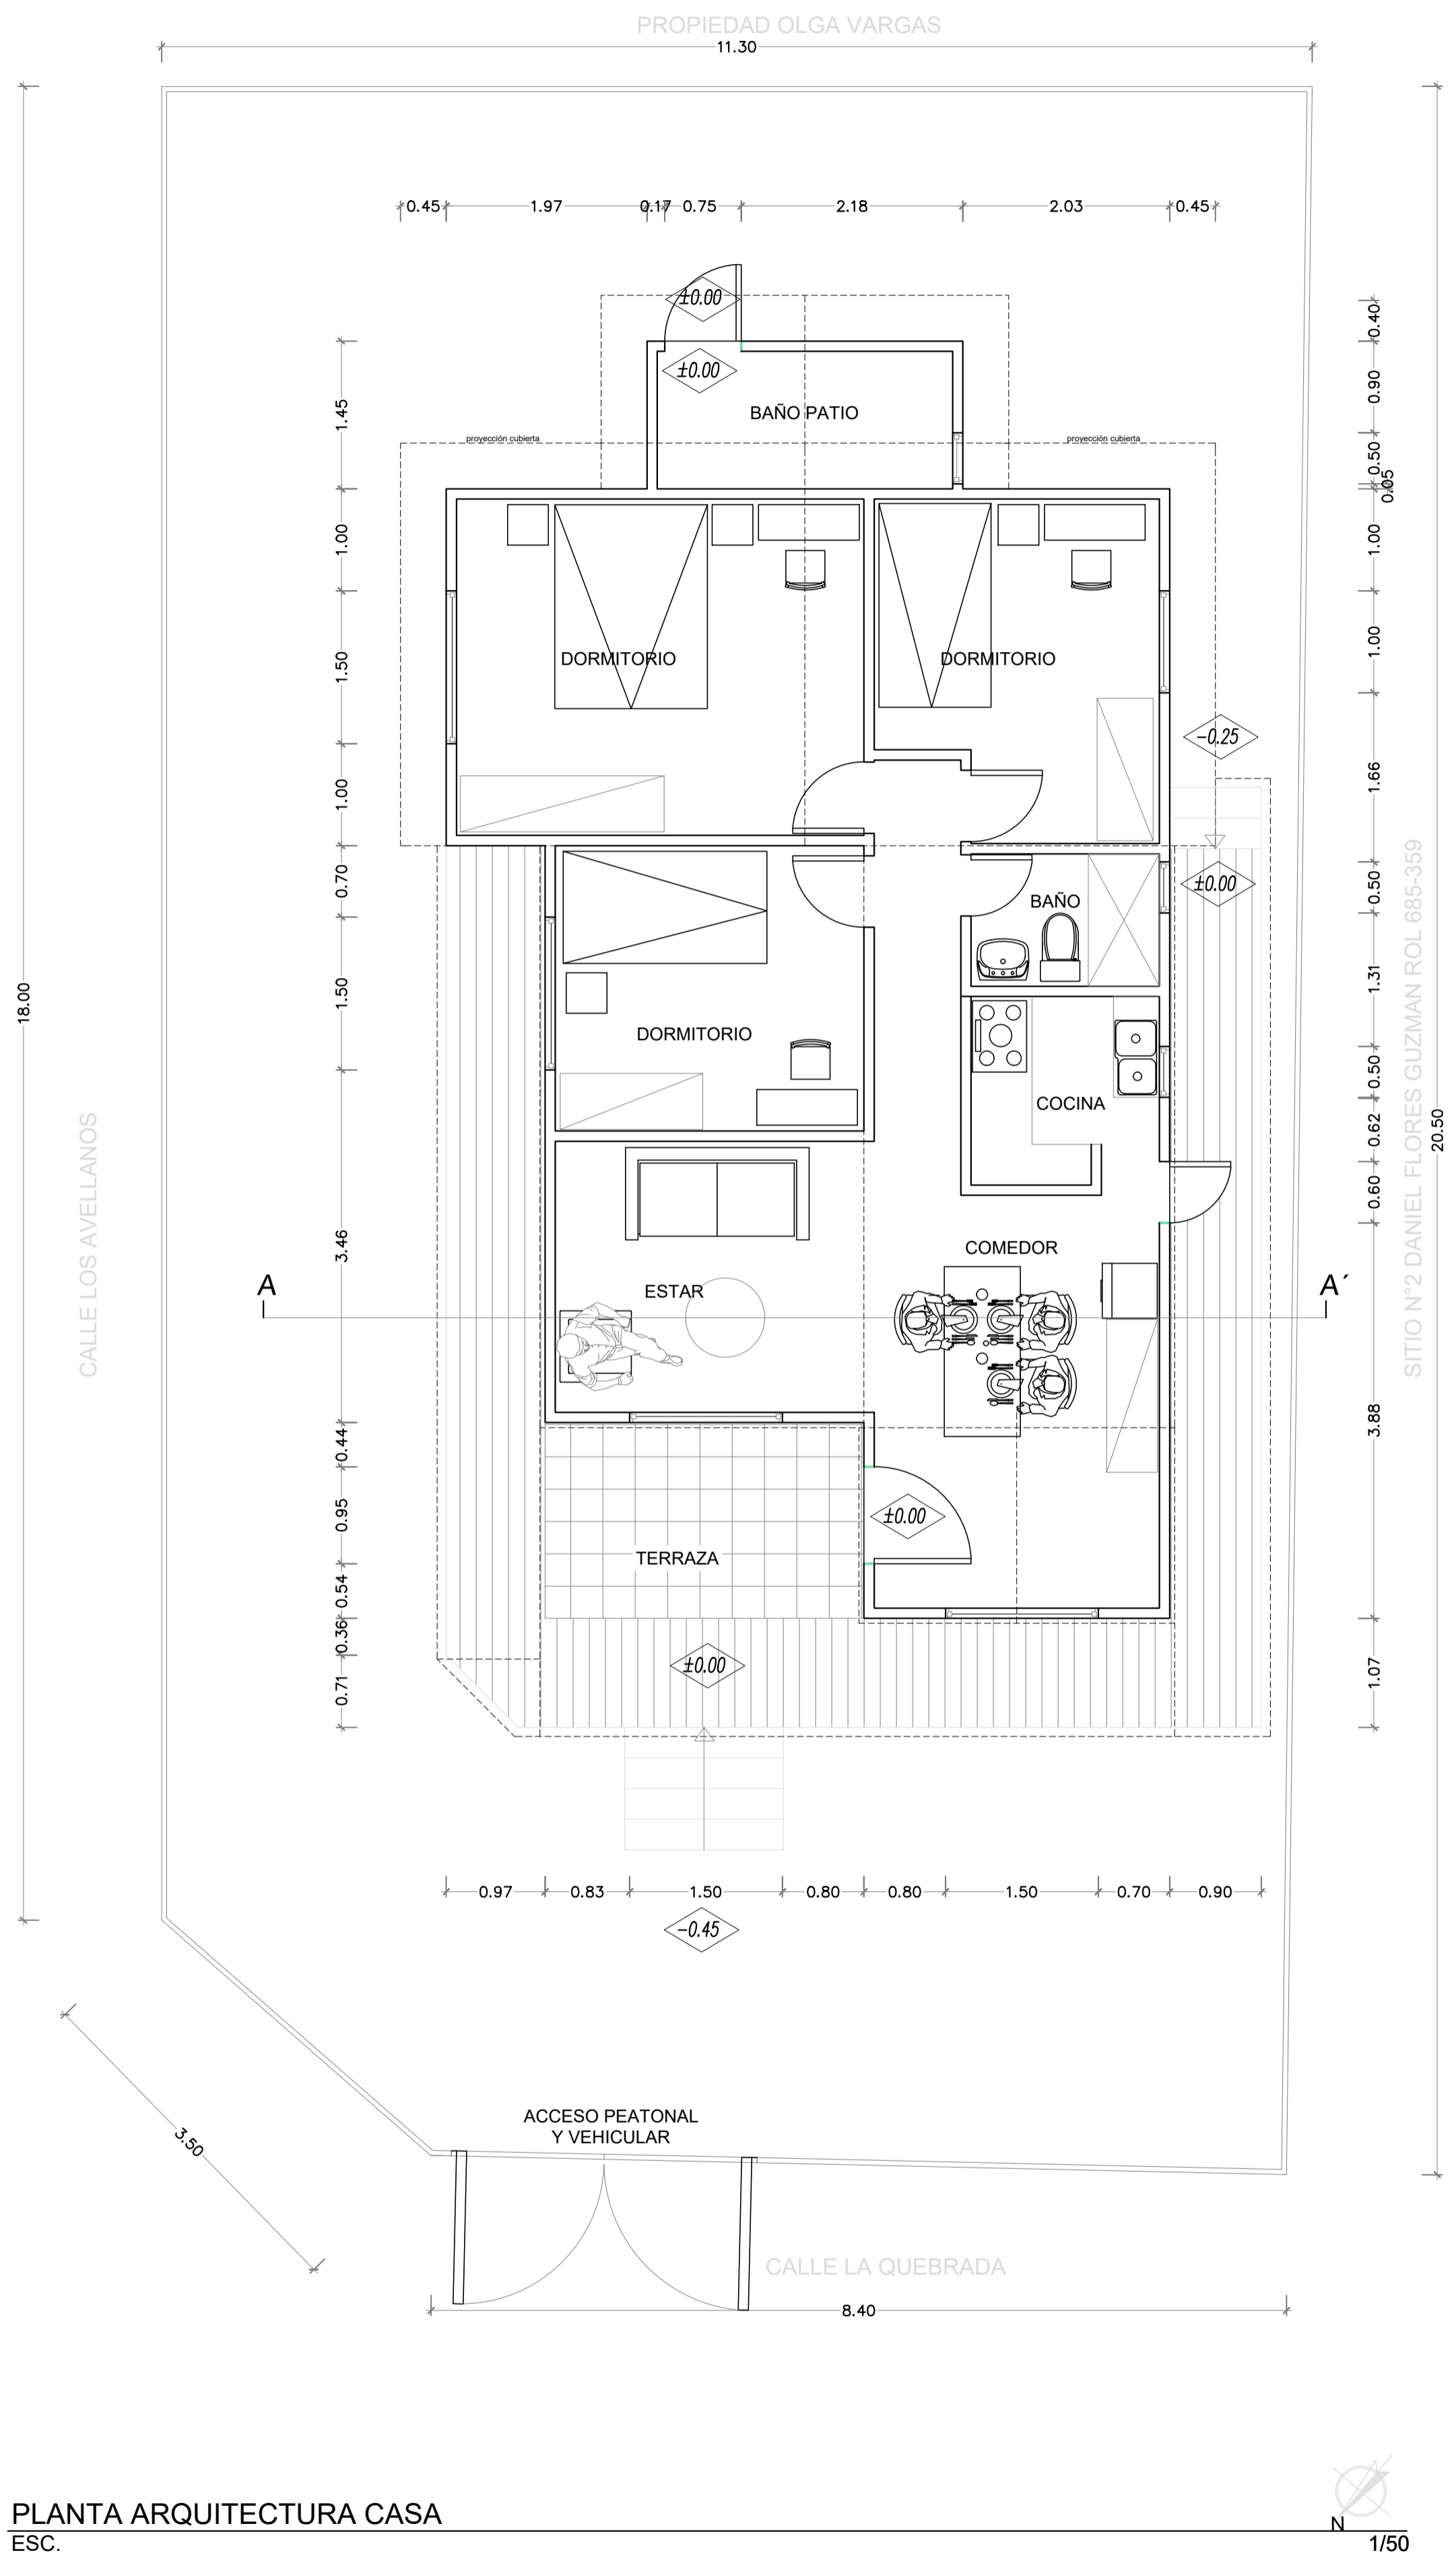 PROPIEDAD OLGA VARGAS
11.30
0.45 1.97 0.17 0.75 2.18 2.03 0.45
±0.00
±0.00
BAÑO PATIO
proyección cubierta
proyección cubierta
1.45
1.00
1.50
1.00
0.70
1.50
3.46
0.44
0.95
0.54
0.36
0.71
0.40
0.90
0.50
0.05
1.00
1.00
1.66
0.50
1.31
0.50
0.62
0.60
3.88
1.07
DORMITORIO
DORMITORIO
-0.25
±0.00
BAÑO
DORMITORIO
COCINA
COMEDOR
ESTAR
A
A´
±0.00
TERRAZA
±0.00
18.00
CALLE LOS AVELLANOS
SITIO N°2 DANIEL FLORES GUZMAN ROL 685-359
20.50
0.97 0.83 1.50 0.80 0.80 1.50 0.70 0.90
-0.45
3.50
ACCESO PEATONAL
Y VEHICULAR
CALLE LA QUEBRADA
8.40
N
PLANTA ARQUITECTURA CASA
ESC. 1/50